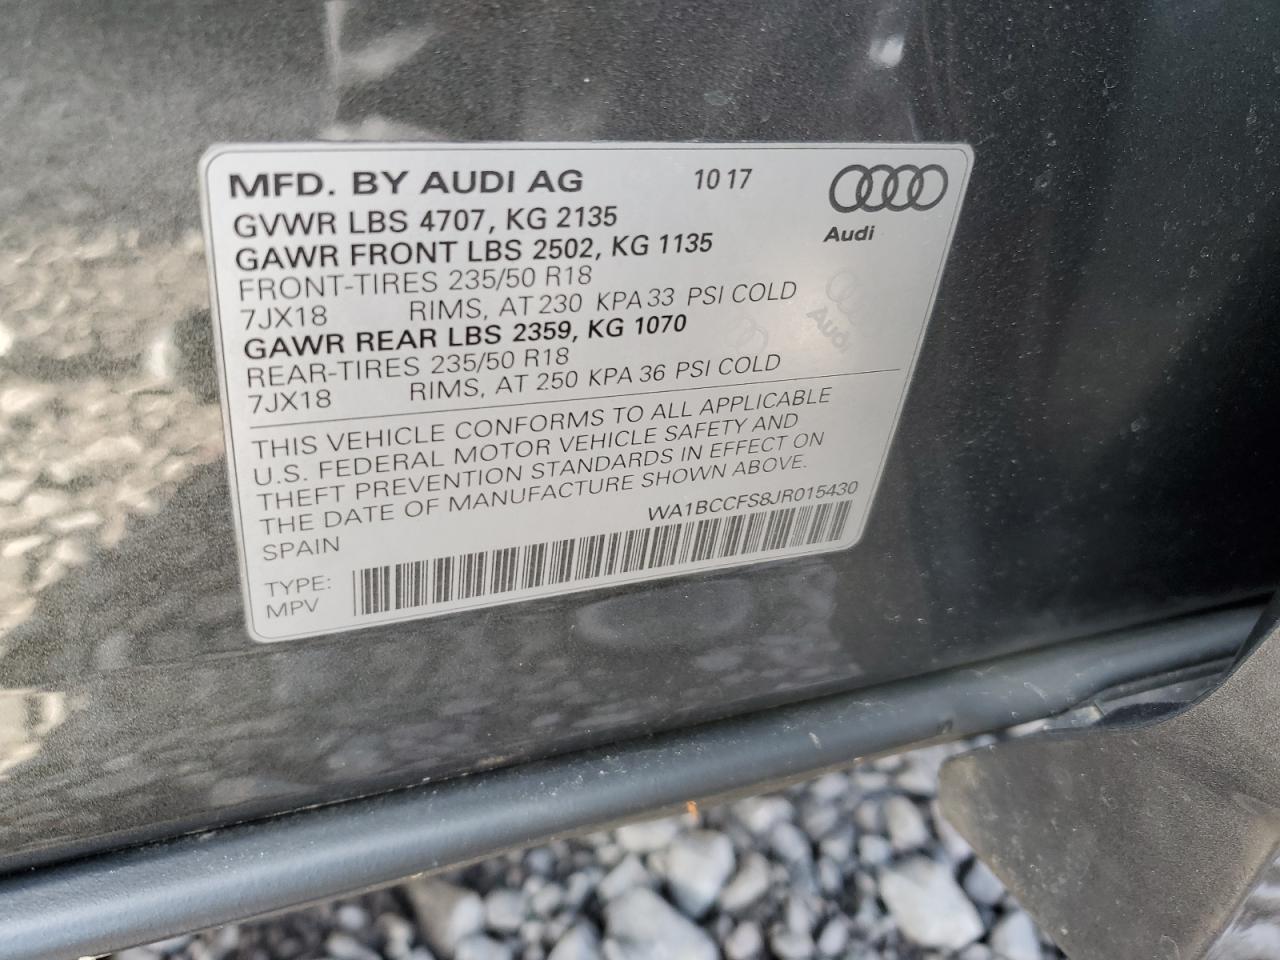 MFD. BY AUDI AG 10 17
Audi
GVWR LBS 4707, KG 2135
GAWR FRONT LBS 2502, KG 1135
FRONT-TIRES 235/50 R18
7JX18 RIMS, AT 230 KPA 33 PSI COLD
GAWR REAR LBS 2359, KG 1070
REAR-TIRES 235/50 R18
7JX18 RIMS, AT 250 KPA 36 PSI COLD
Audi
THIS VEHICLE CONFORMS TO ALL APPLICABLE
U.S. FEDERAL MOTOR VEHICLE SAFETY AND
THEFT PREVENTION STANDARDS IN EFFECT ON
THE DATE OF MANUFACTURE SHOWN ABOVE.
SPAIN WA1BCCFS8JR015430
TYPE:
MPV